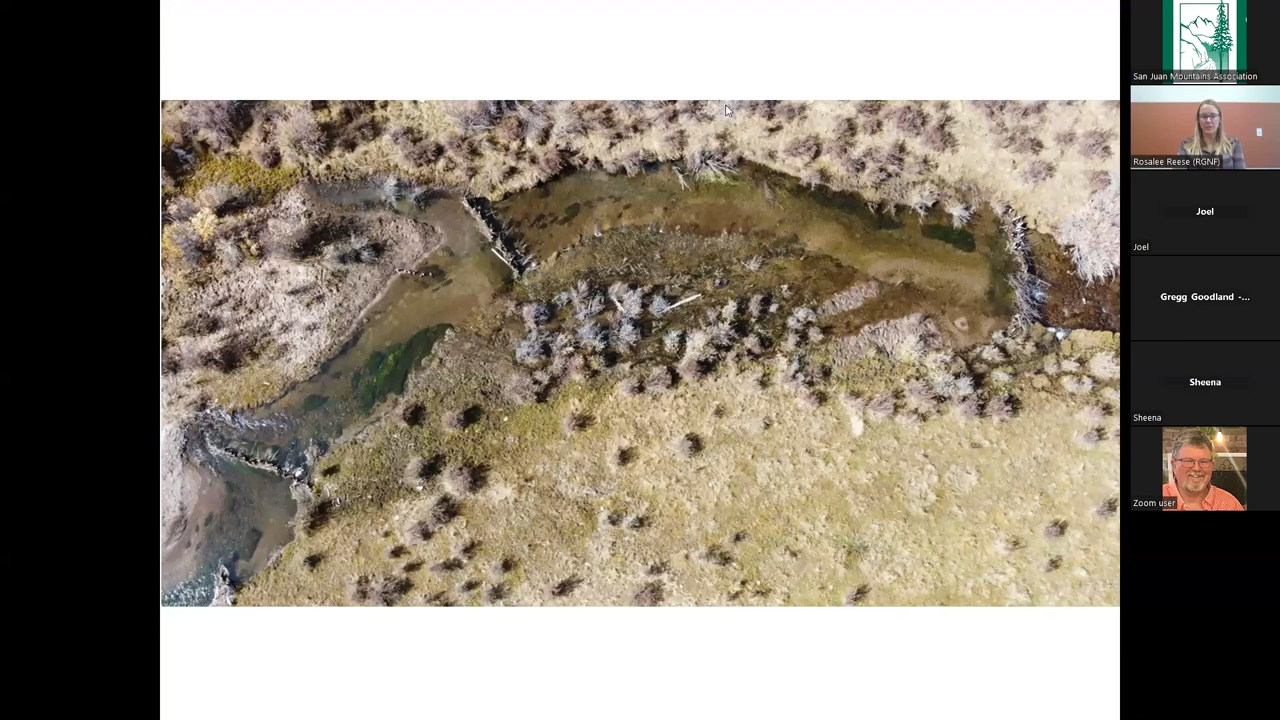 San Juan Mountains Association
Rosalee Reese (RGNF)
Joel
Joel
Gregg Goodland -...
Sheena
Sheena
Zoom user